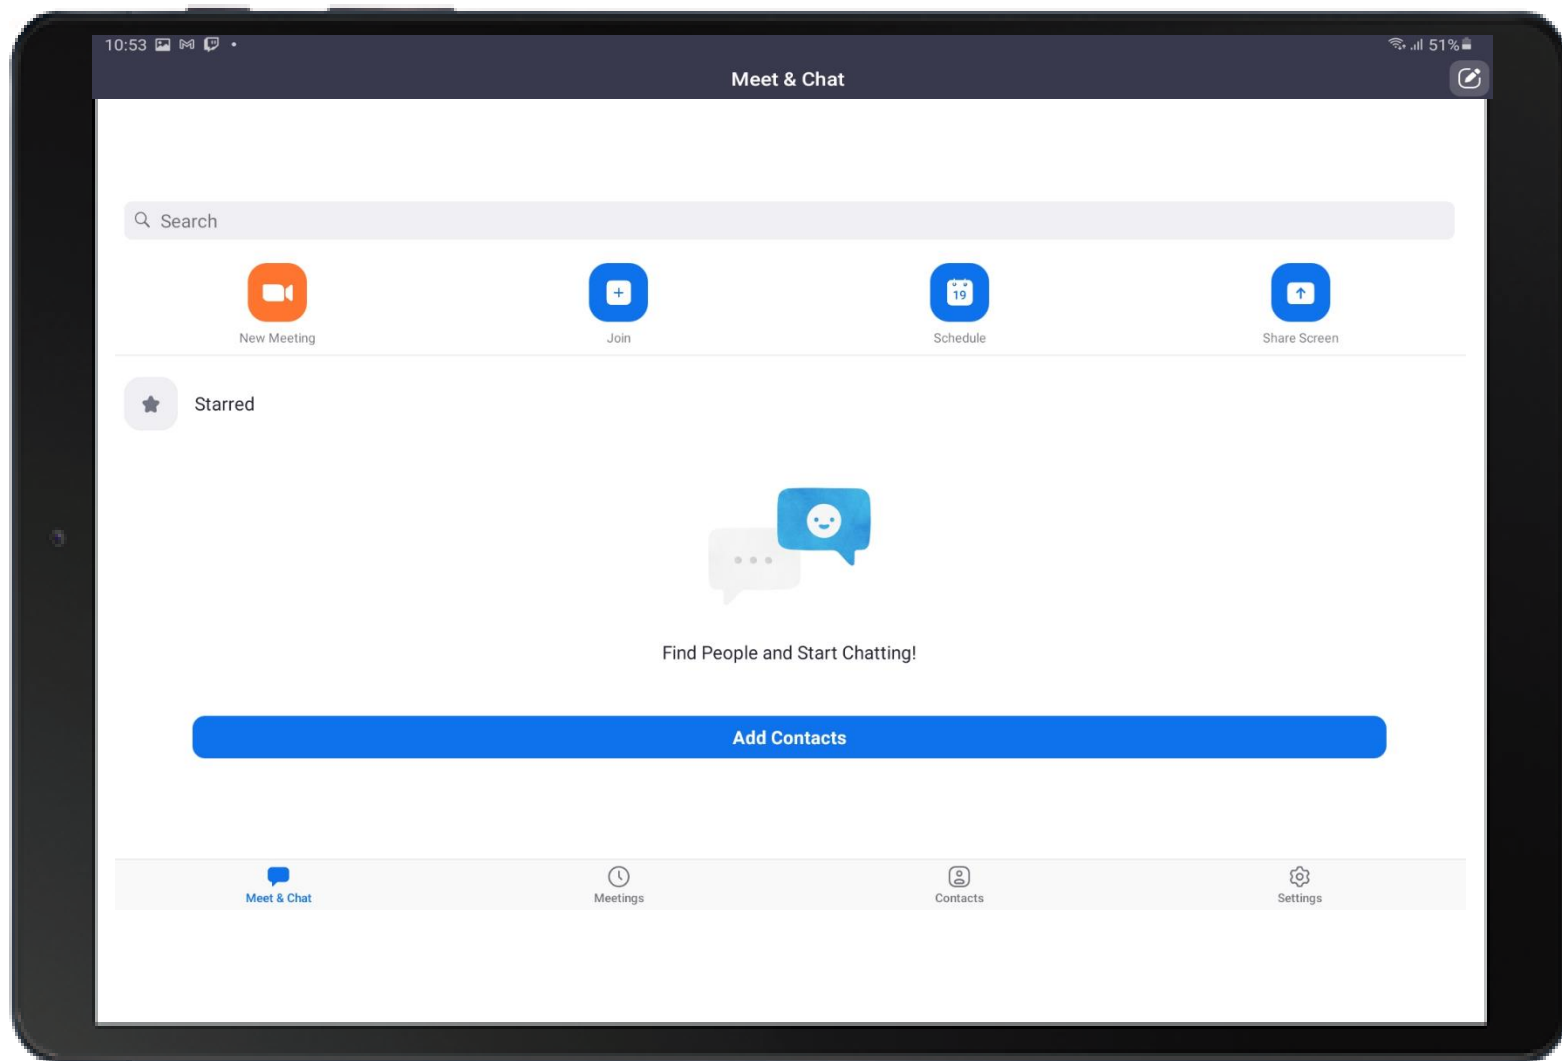 10:53 51%
Meet & Chat
Search
19
New Meeting Join Schedule Share Screen
Starred
Find People and Start Chatting!
Add Contacts
Meet & Chat Meetings Contacts Settings